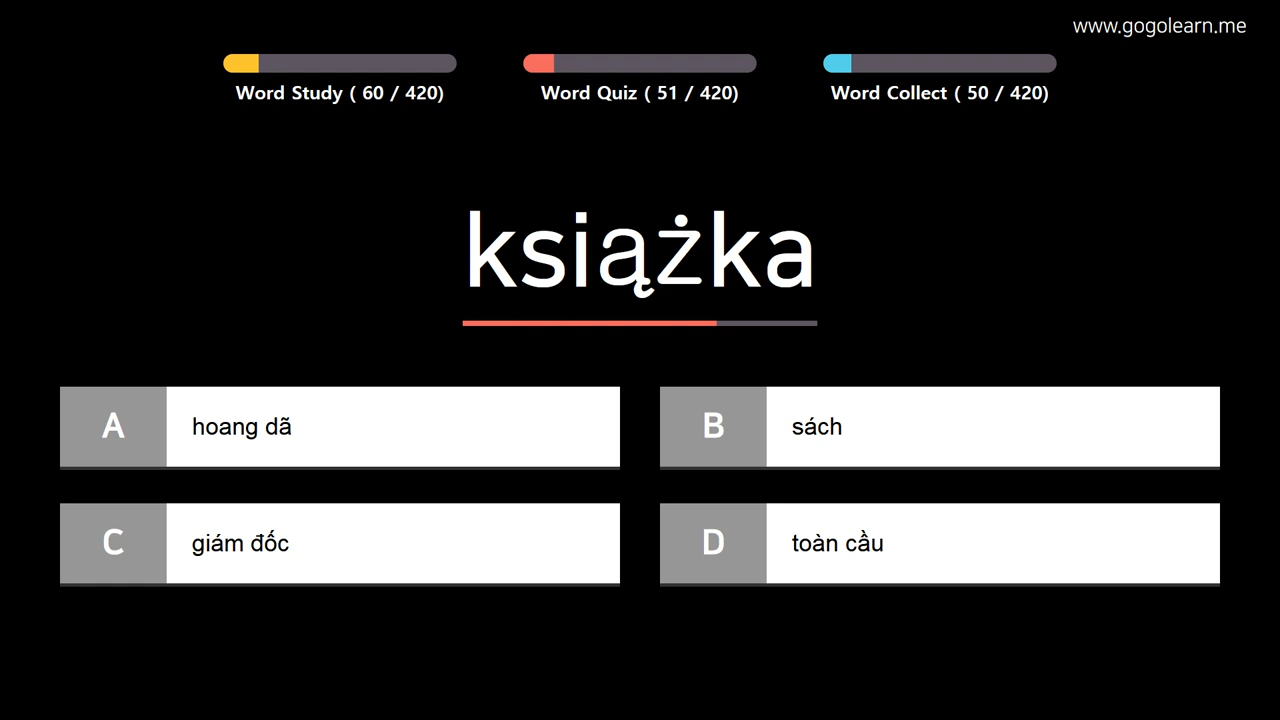 www.gogolearn.me
Word Study ( 60 / 420)
Word Quiz ( 51 / 420)
Word Collect ( 50 / 420)
książka
A
hoang dã
B
sách
C
giám đốc
D
toàn cầu